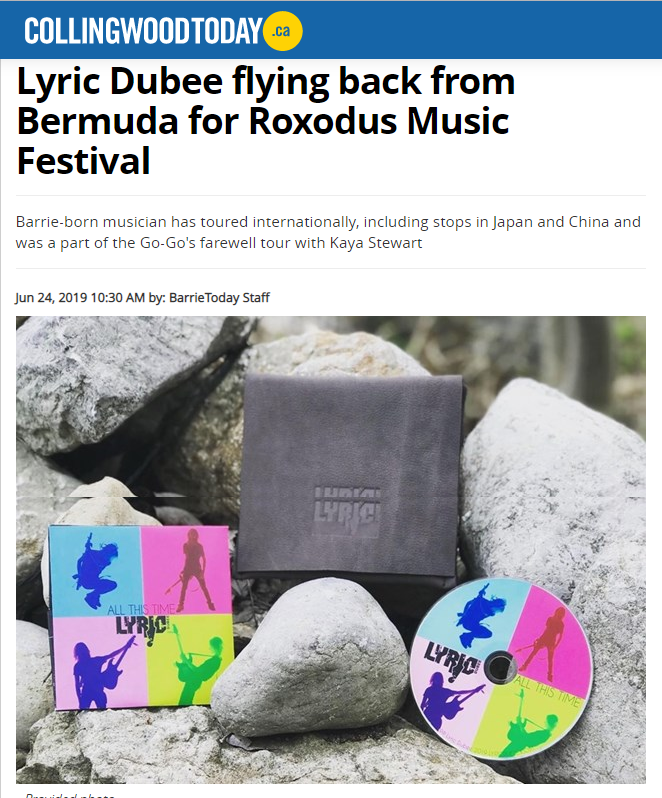 COLLINGWOODTODAY.ca
Lyric Dubee flying back from
Bermuda for Roxodus Music
Festival
Barrie-born musician has toured internationally, including stops in Japan and China and
was a part of the Go-Go's farewell tour with Kaya Stewart
Jun 24, 2019 10:30 AM by: BarrieToday Staff
LYRIC
ALL THIS TIME
LYRIC
LYRIC
ALL THIS TIME
Provided photo